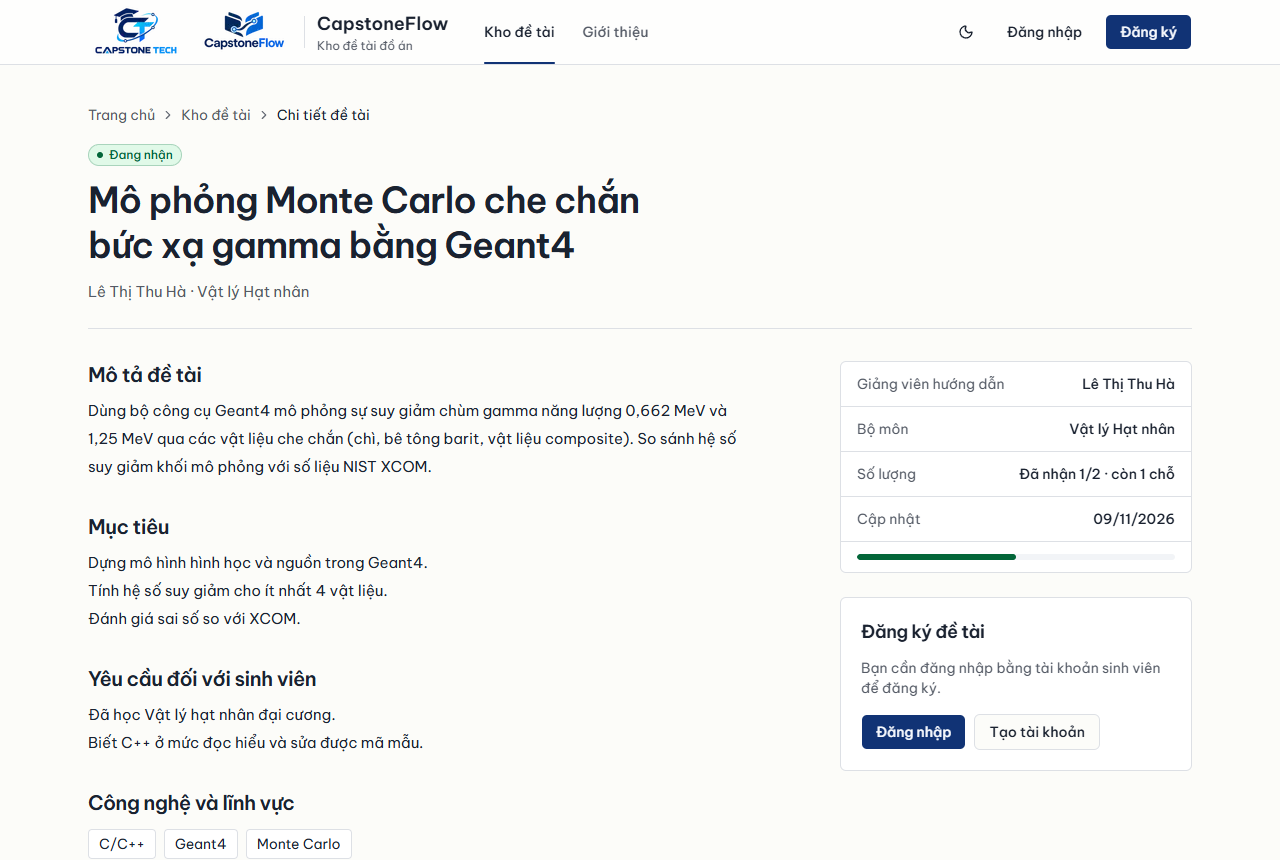 CAPSTONE TECH
CapstoneFlow
CapstoneFlow
Kho đề tài đồ án
Kho đề tài
Giới thiệu
Đăng nhập
Đăng ký
Trang chủ
Kho đề tài
Chi tiết đề tài
Đang nhận
Mô phỏng Monte Carlo che chắn
bức xạ gamma bằng Geant4
Lê Thị Thu Hà · Vật lý Hạt nhân
Mô tả đề tài
Dùng bộ công cụ Geant4 mô phỏng sự suy giảm chùm gamma năng lượng 0,662 MeV và
1,25 MeV qua các vật liệu che chắn (chì, bê tông barit, vật liệu composite). So sánh hệ số
suy giảm khối mô phỏng với số liệu NIST XCOM.
Mục tiêu
Dựng mô hình hình học và nguồn trong Geant4.
Tính hệ số suy giảm cho ít nhất 4 vật liệu.
Đánh giá sai số so với XCOM.
Yêu cầu đối với sinh viên
Đã học Vật lý hạt nhân đại cương.
Biết C++ ở mức đọc hiểu và sửa được mã mẫu.
Công nghệ và lĩnh vực
C/C++
Geant4
Monte Carlo
Giảng viên hướng dẫn
Lê Thị Thu Hà
Bộ môn
Vật lý Hạt nhân
Số lượng
Đã nhận 1/2 · còn 1 chỗ
Cập nhật
09/11/2026
Đăng ký đề tài
Bạn cần đăng nhập bằng tài khoản sinh viên
để đăng ký.
Đăng nhập
Tạo tài khoản